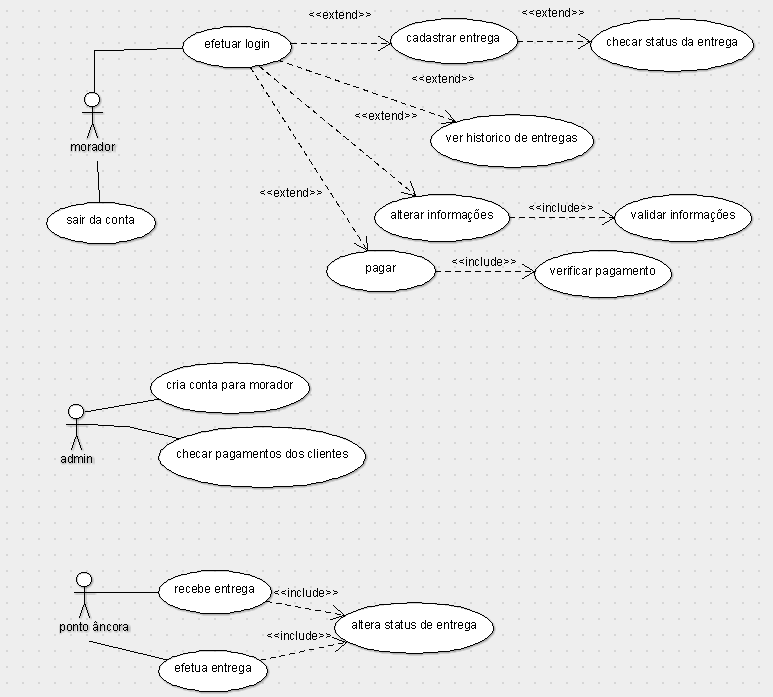 <<extend>>
<<extend>>
efetuar login
cadastrar entrega
checar status da entrega
<<extend>>
<<extend>>
morador
ver historico de entregas
<<extend>>
sair da conta
alterar informações
<<include>>
validar informações
pagar
<<include>>
verificar pagamento
cria conta para morador
admin
checar pagamentos dos clientes
recebe entrega
<<include>>
ponto âncora
altera status de entrega
<<include>>
efetua entrega